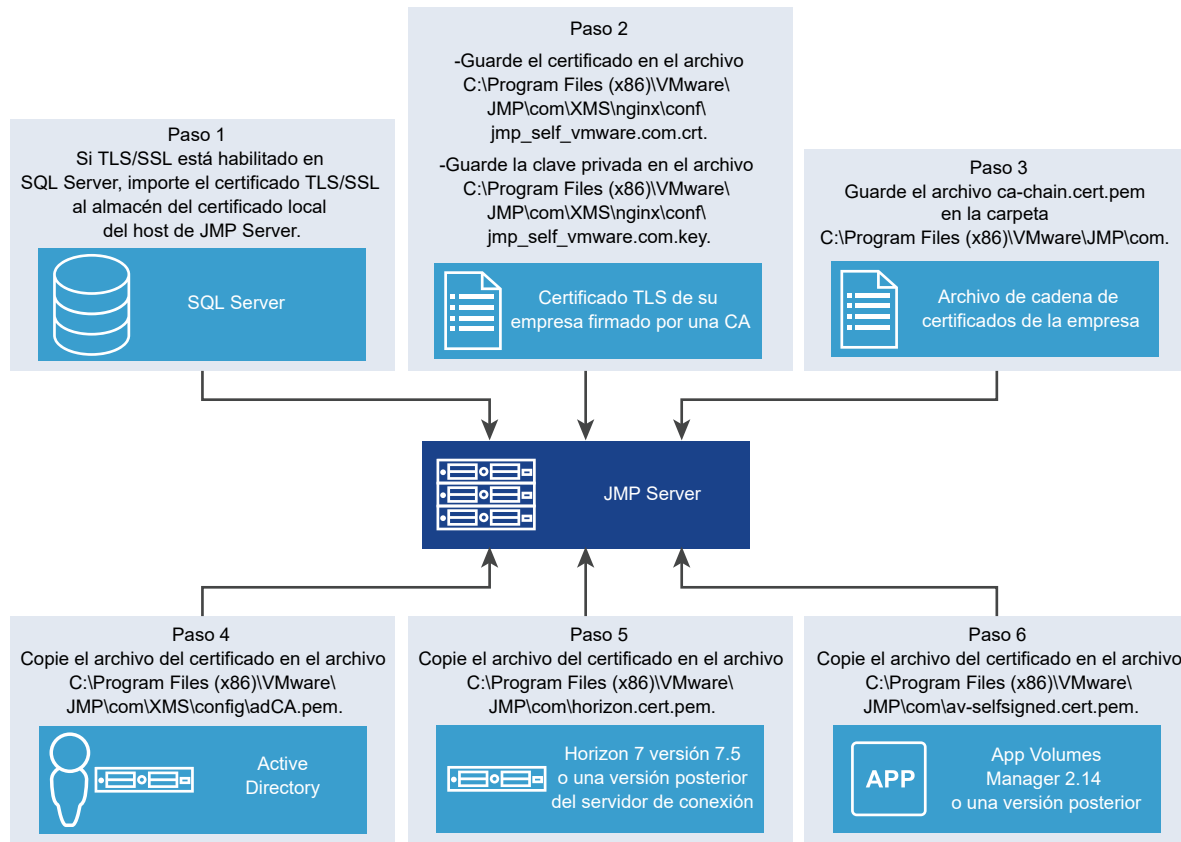 Paso 1
Si TLS/SSL está habilitado en
SQL Server, importe el certificado TLS/SSL
al almacén del certificado local
del host de JMP Server.
SQL Server
Paso 2
-Guarde el certificado en el archivo
C:\Program Files (x86)\VMware\
JMP\com\XMS\nginx\conf\
jmp_self_vmware.com.crt.
-Guarde la clave privada en el archivo
C:\Program Files (x86)\VMware\
JMP\com\XMS\nginx\conf\
jmp_self_vmware.com.key.
Certificado TLS de su
empresa firmado por una CA
Paso 3
Guarde el archivo ca-chain.cert.pem
en la carpeta
C:\Program Files (x86)\VMware\JMP\com.
Archivo de cadena de
certificados de la empresa
JMP Server
Paso 4
Copie el archivo del certificado en el archivo
C:\Program Files (x86)\VMware\
JMP\com\XMS\config\adCA.pem.
Active
Directory
Paso 5
Copie el archivo del certificado en el archivo
C:\Program Files (x86)\VMware\
JMP\com\horizon.cert.pem.
Horizon 7 versión 7.5
o una versión posterior
del servidor de conexión
Paso 6
Copie el archivo del certificado en el archivo
C:\Program Files (x86)\VMware\
JMP\com\av-selfsigned.cert.pem.
APP
App Volumes
Manager 2.14
o una versión posterior